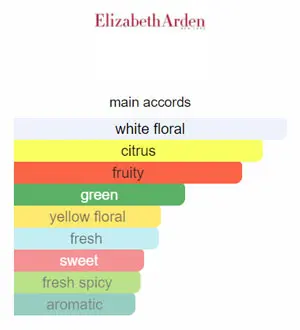 Elizabeth Arden
main accords
white floral
citrus
fruity
green
yellow floral
fresh
sweet
fresh spicy
aromatic